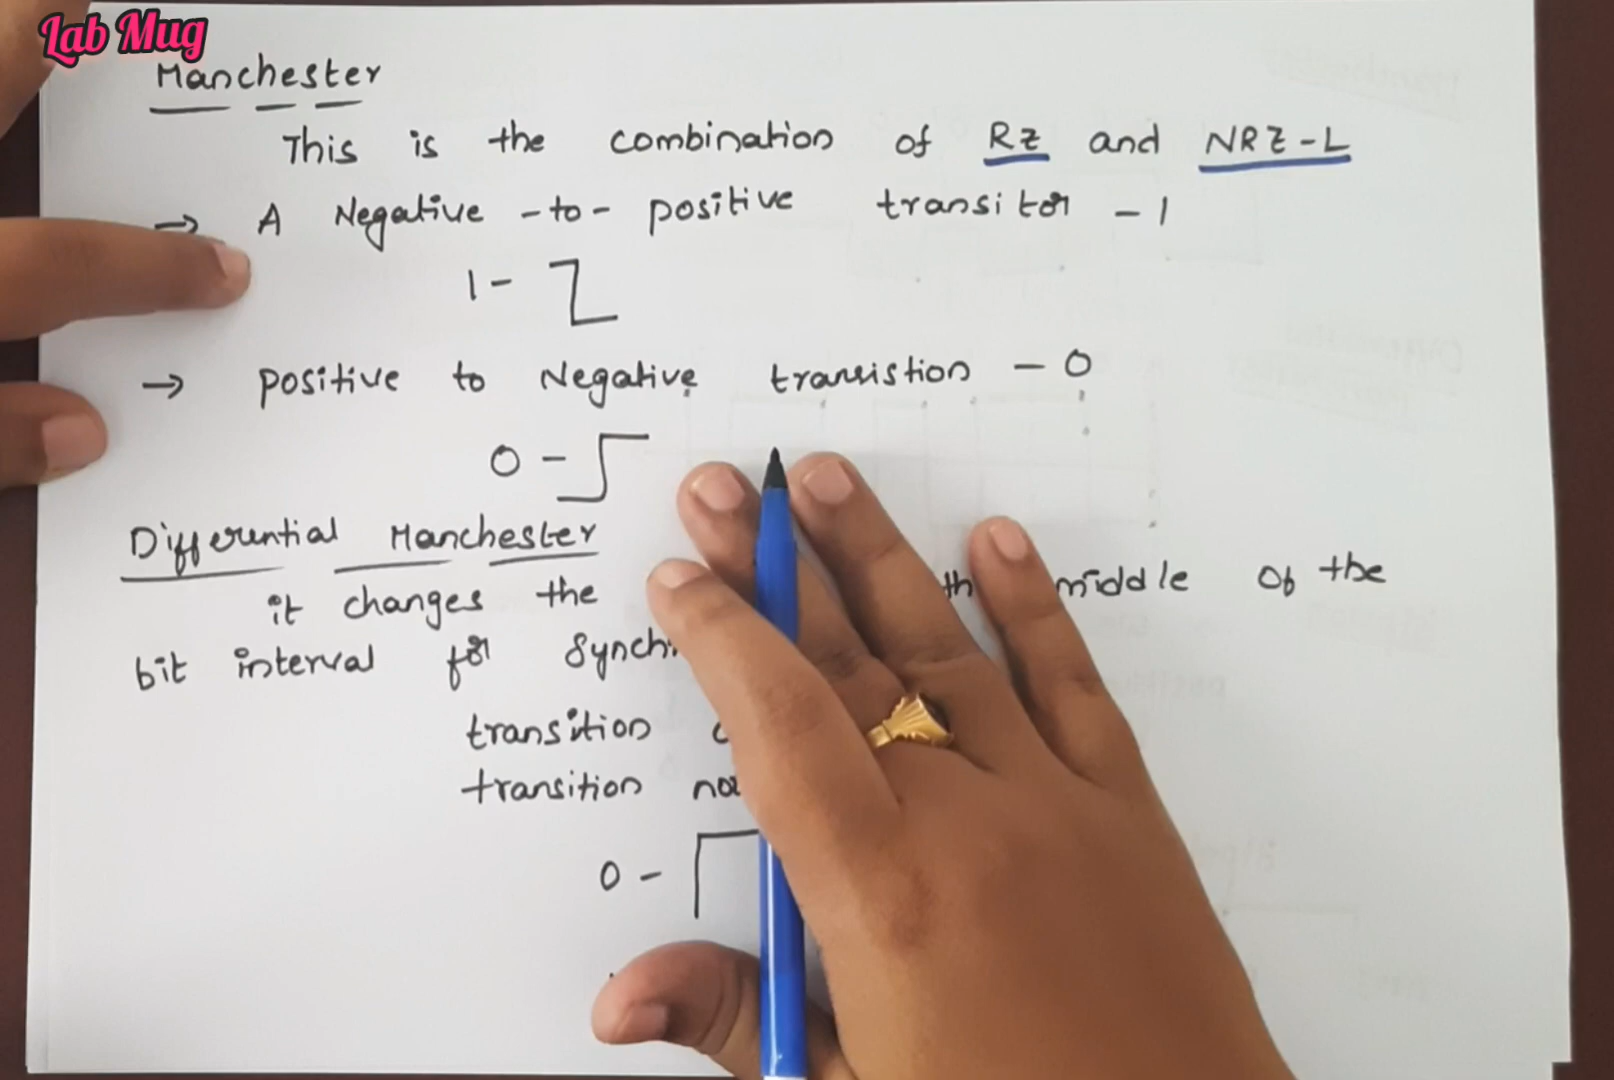 Lab Mug
Manchester
This is the combination of RZ and NRZ-L
→ A Negative -to- positive transitor - 1
1 -
→ positive to Negative transistion - 0
0 -
Differential Manchester
it changes the middle of the
bit interval for
transition
transition
0 -